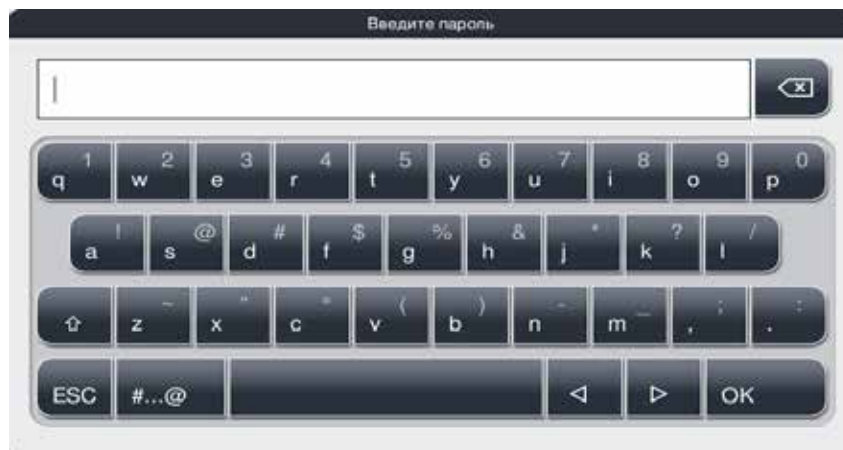 Введите пароль
1 2 3 4 5 6 7 8 9 0
q w e r t y u i o p
! @ # $ % & * ? /
a s d f g h j k l
~ " ( ) - _ ; :
z x c v b n m , .
ESC #...@ OK